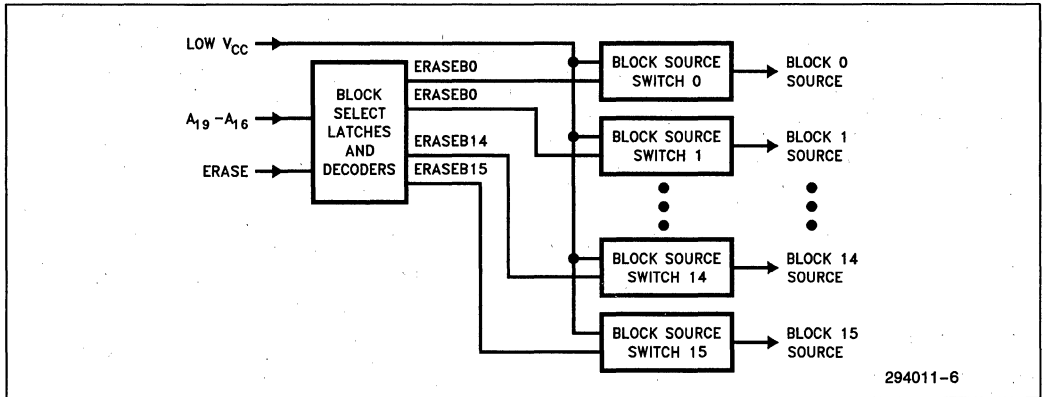 LOW VCC
A19 – A16
ERASE
BLOCK
SELECT
LATCHES
AND
DECODERS
ERASEB0
ERASEB0
ERASEB14
ERASEB15
BLOCK SOURCE
SWITCH 0
BLOCK 0
SOURCE
BLOCK SOURCE
SWITCH 1
BLOCK 1
SOURCE
BLOCK SOURCE
SWITCH 14
BLOCK 14
SOURCE
BLOCK SOURCE
SWITCH 15
BLOCK 15
SOURCE
294011-6